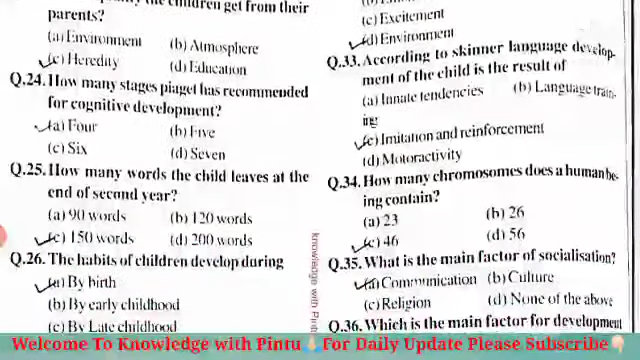 the children get from their
parents?
(a) Environment (b) Atmosphere
(c) Heredity (d) Education
Q.24. How many stages piaget has recommended
for cognitive development?
(a) Four (b) Five
(c) Six (d) Seven
Q.25. How many words the child leaves at the
end of second year?
(a) 90 words (b) 120 words
(c) 150 words (d) 200 words
Q.26. The habits of children develop during
(a) By birth
(b) By early childhood
(c) By Late childhood
(c) Excitement
(d) Environment
Q.33. According to skinner language develop-
ment of the child is the result of
(a) Innate tendencies (b) Language train-
ing
(c) Imitation and reinforcement
(d) Motoractivity
Q.34. How many chromosomes does a human be-
ing contain?
(a) 23 (b) 26
(c) 46 (d) 56
Q.35. What is the main factor of socialisation?
(a) Communication (b) Culture
(c) Religion (d) None of the above
Q.36. Which is the main factor for development
knowledge with Pintu
Welcome To Knowledge with Pintu👍For Daily Update Please Subscribe👇